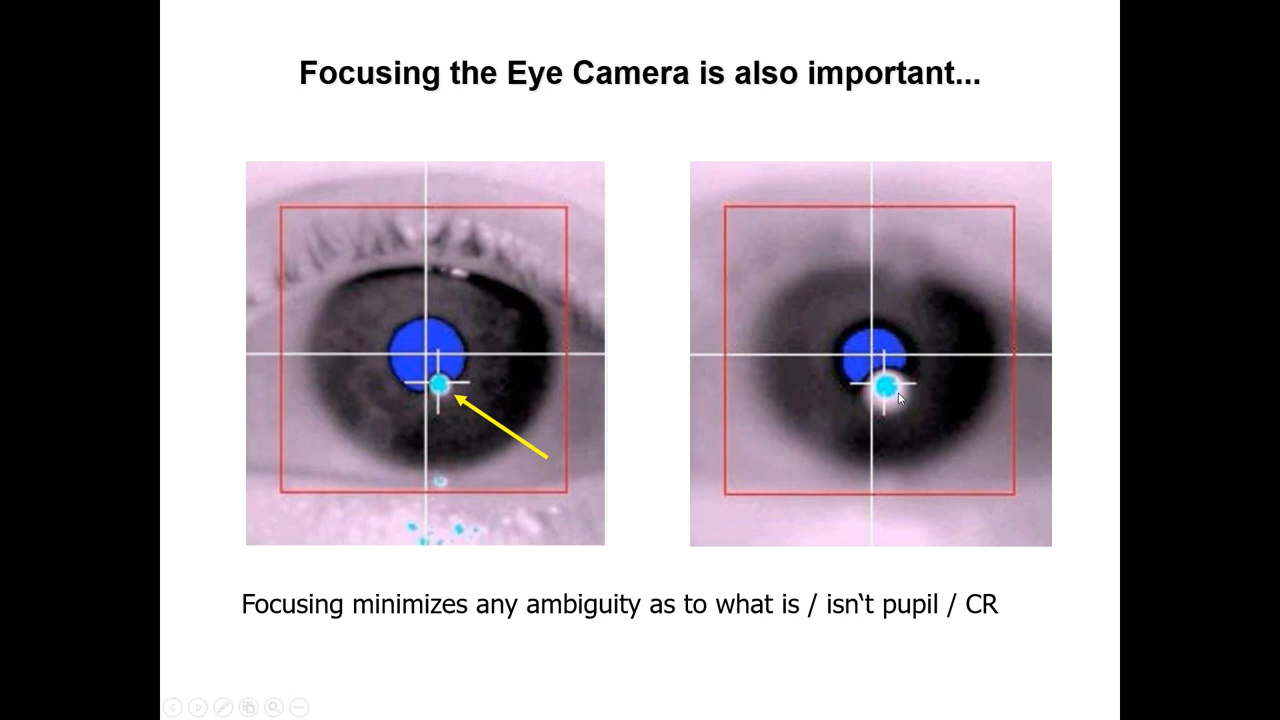 Focusing the Eye Camera is also important...
Focusing minimizes any ambiguity as to what is / isn‘t pupil / CR